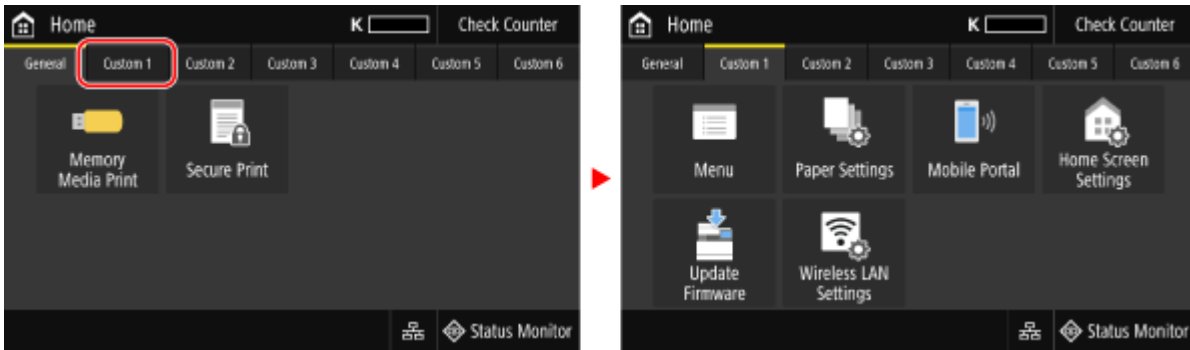 Home K Check Counter
General Custom 1 Custom 2 Custom 3 Custom 4 Custom 5 Custom 6
Memory
Media Print
Secure Print
Status Monitor
Home K Check Counter
General Custom 1 Custom 2 Custom 3 Custom 4 Custom 5 Custom 6
Menu
Paper Settings
Mobile Portal
Home Screen
Settings
Update
Firmware
Wireless LAN
Settings
Status Monitor